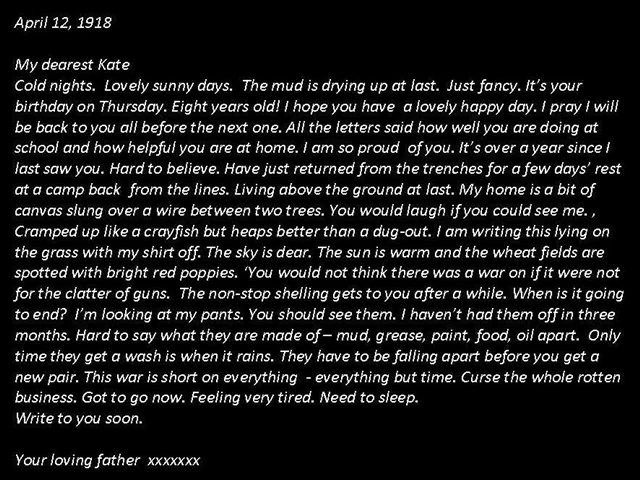 April 12, 1918
My dearest Kate
Cold nights.  Lovely sunny days.  The mud is drying up at last.  Just fancy. It's your
birthday on Thursday. Eight years old! I hope you have  a lovely happy day. I pray I will
be back to you all before the next one. All the letters said how well you are doing at
school and how helpful you are at home. I am so proud  of you. It's over a year since I
last saw you. Hard to believe. Have just returned from the trenches for a few days' rest
at a camp back  from the lines. Living above the ground at last. My home is a bit of
canvas slung over a wire between two trees. You would laugh if you could see me. ,
Cramped up like a crayfish but heaps better than a dug-out. I am writing this lying on
the grass with my shirt off. The sky is dear. The sun is warm and the wheat fields are
spotted with bright red poppies. 'You would not think there was a war on if it were not
for the clatter of guns.  The non-stop shelling gets to you after a while. When is it going
to end?  I'm looking at my pants. You should see them. I haven't had them off in three
months. Hard to say what they are made of – mud, grease, paint, food, oil apart.  Only
time they get a wash is when it rains. They have to be falling apart before you get a
new pair. This war is short on everything  - everything but time. Curse the whole rotten
business. Got to go now. Feeling very tired. Need to sleep.
Write to you soon.
Your loving father  xxxxxxx